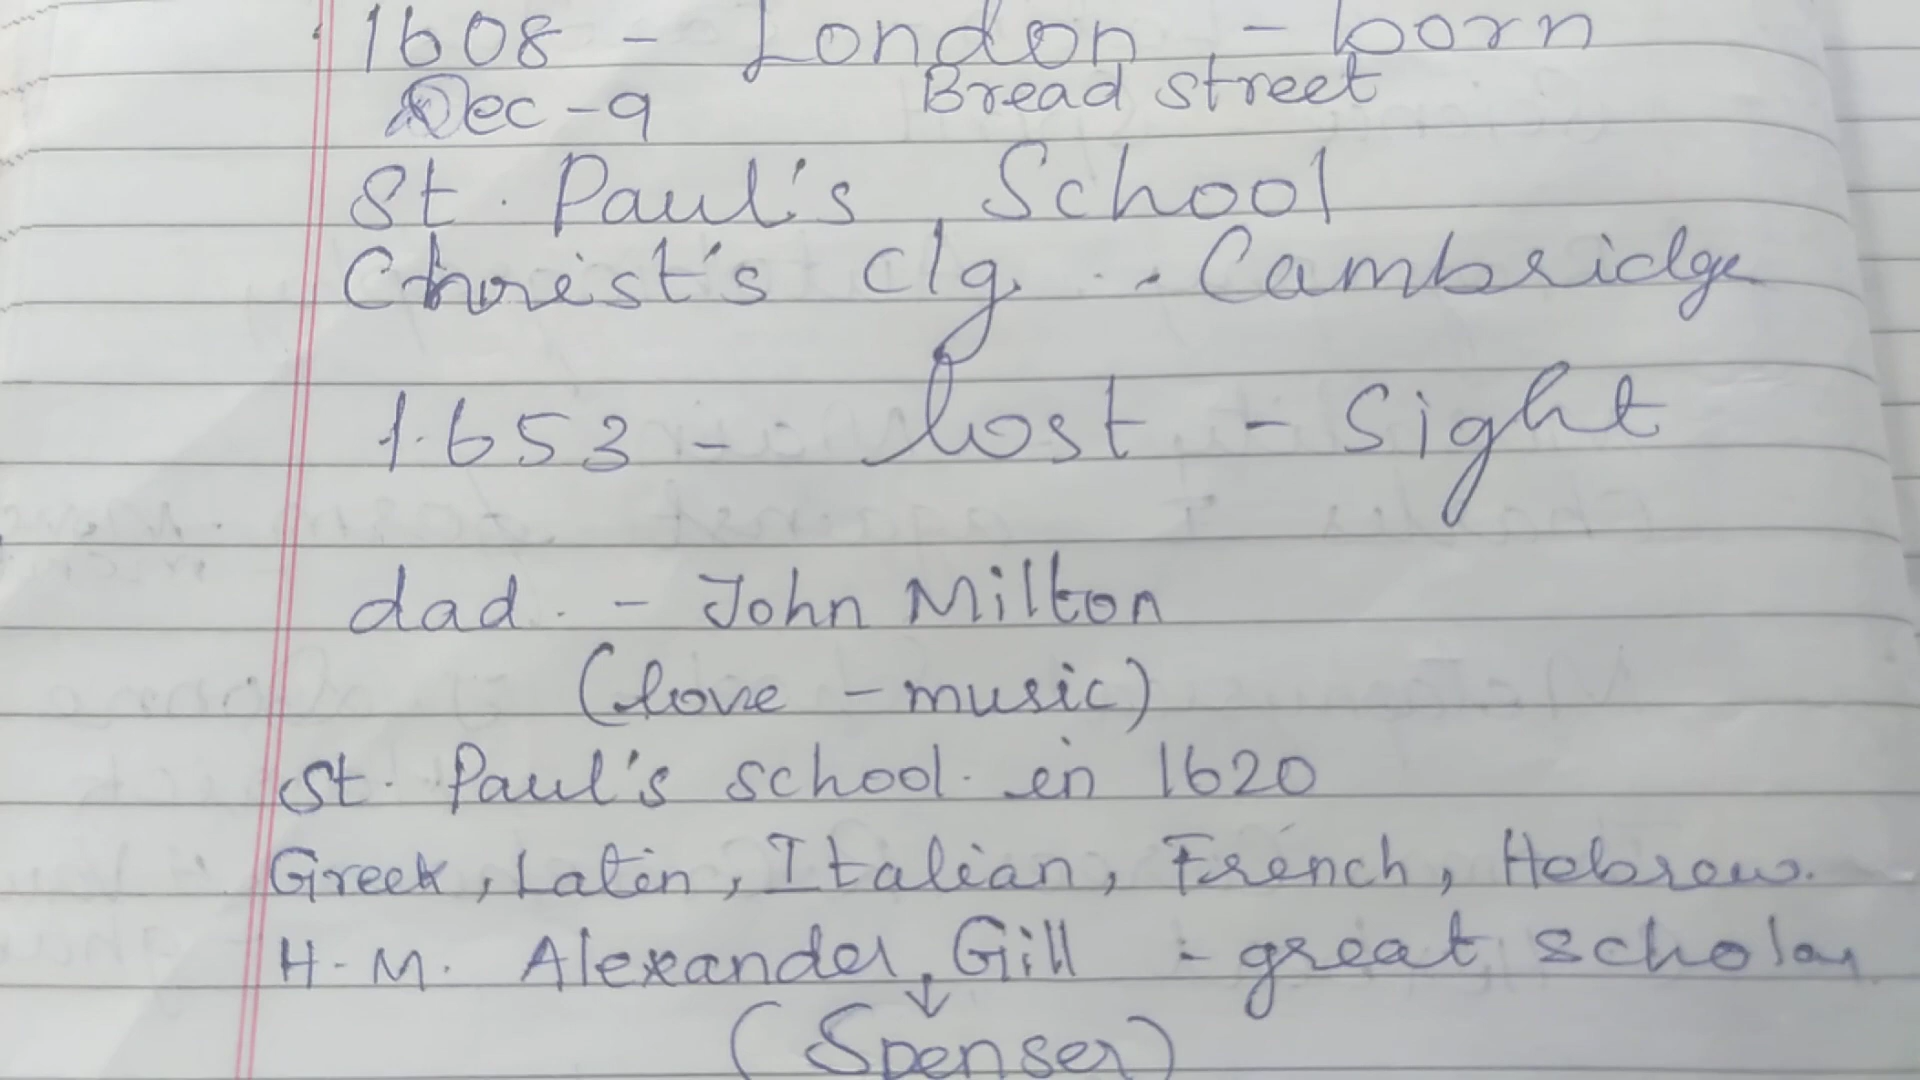 1608 - London - born
Dec - 9 Bread street
St. Paul's School
Christ's clg. - Cambridge
1653 - lost - sight
dad. - John Milton
(love - music)
St. Paul's school in 1620
Greek, Latin, Italian, French, Hebrew.
H.M. Alexander Gill - great scholar
(Spenser)